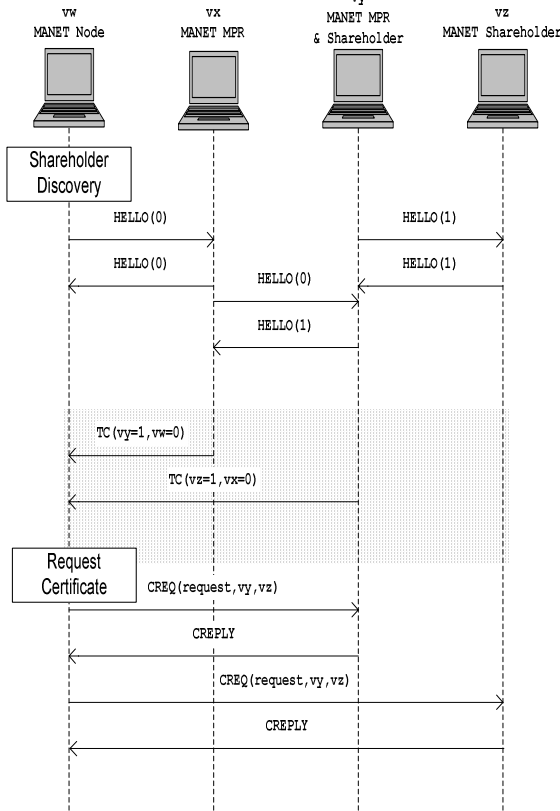 vw
MANET Node
vx
MANET MPR
vy
MANET MPR
& Shareholder
vz
MANET Shareholder
Shareholder
Discovery
HELLO(0)
HELLO(1)
HELLO(0)
HELLO(1)
HELLO(0)
HELLO(1)
TC(vy=1,vw=0)
TC(vz=1,vx=0)
Request
Certificate
CREQ(request,vy,vz)
CREPLY
CREQ(request,vy,vz)
CREPLY